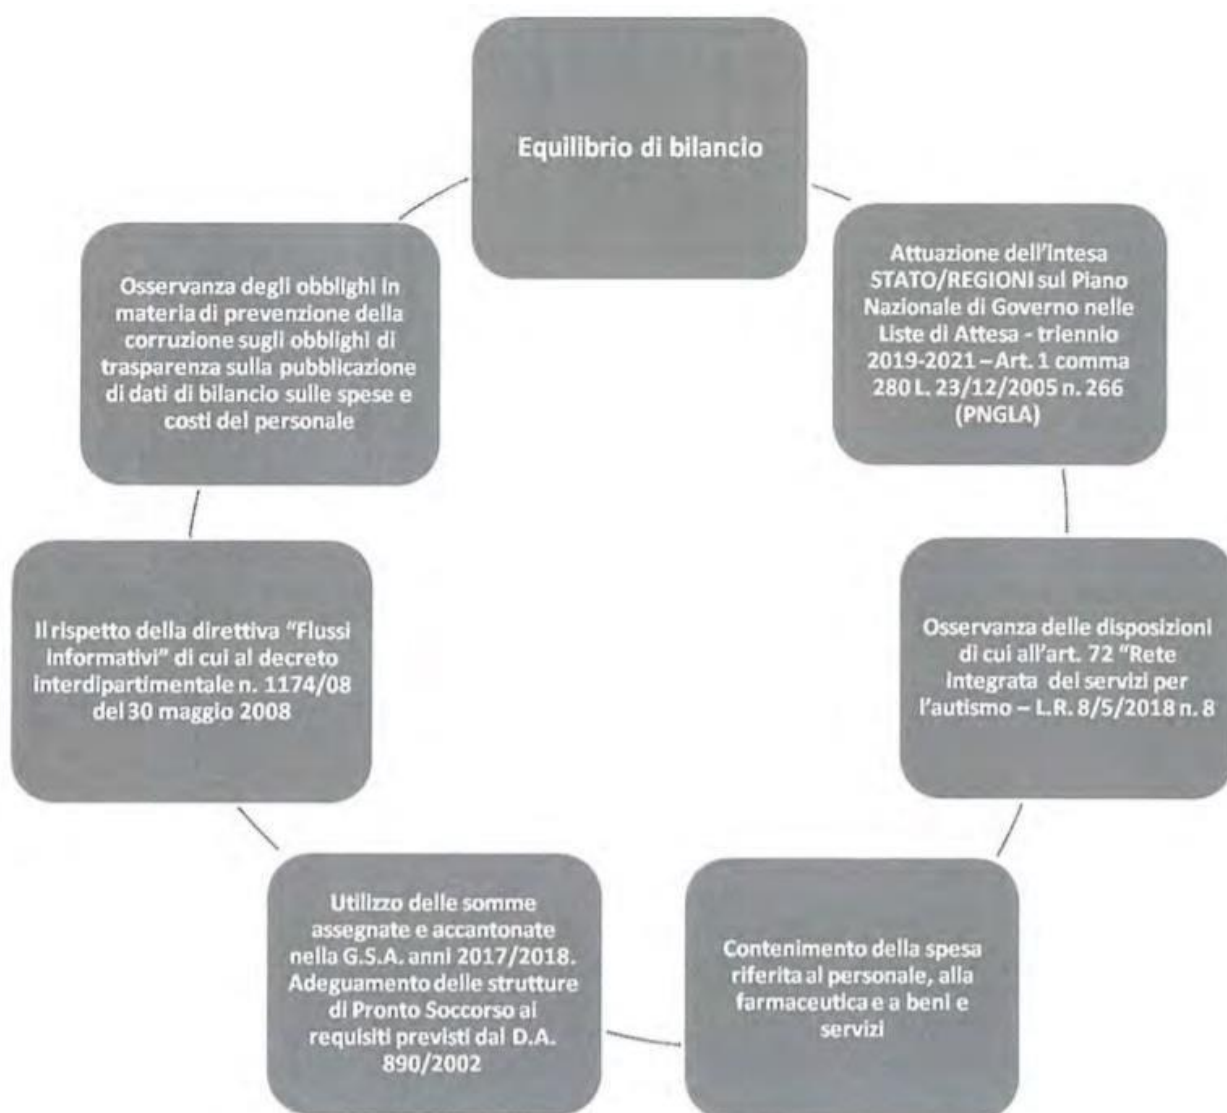 Equilibrio di bilancio
Attuazione dell'Intesa
STATO/REGIONI sul Piano
Nazionale di Governo nelle
Liste di Attesa - triennio
2019-2021 – Art. 1 comma
280 L. 23/12/2005 n. 266
(PNGLA)
Osservanza delle disposizioni
di cui all'art. 72 “Rete
integrata dei servizi per
l'autismo – L.R. 8/5/2018 n. 8
Contenimento della spesa
riferita al personale, alla
farmaceutica e a beni e
servizi
Utilizzo delle somme
assegnate e accantonate
nella G.S.A. anni 2017/2018.
Adeguamento delle strutture
di Pronto Soccorso ai
requisiti previsti dal D.A.
890/2002
Il rispetto della direttiva “Flussi
informativi” di cui al decreto
interdipartimentale n. 1174/08
del 30 maggio 2008
Osservanza degli obblighi in
materia di prevenzione della
corruzione sugli obblighi di
trasparenza sulla pubblicazione
di dati di bilancio sulle spese e
costi del personale